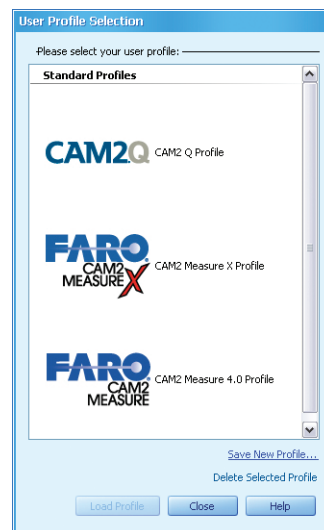 User Profile Selection
Please select your user profile:
Standard Profiles
CAM2 Q
CAM2 Q Profile
FARO
CAM2
MEASURE X
CAM2 Measure X Profile
FARO
CAM2
MEASURE
CAM2 Measure 4.0 Profile
Save New Profile...
Delete Selected Profile
Load Profile
Close
Help